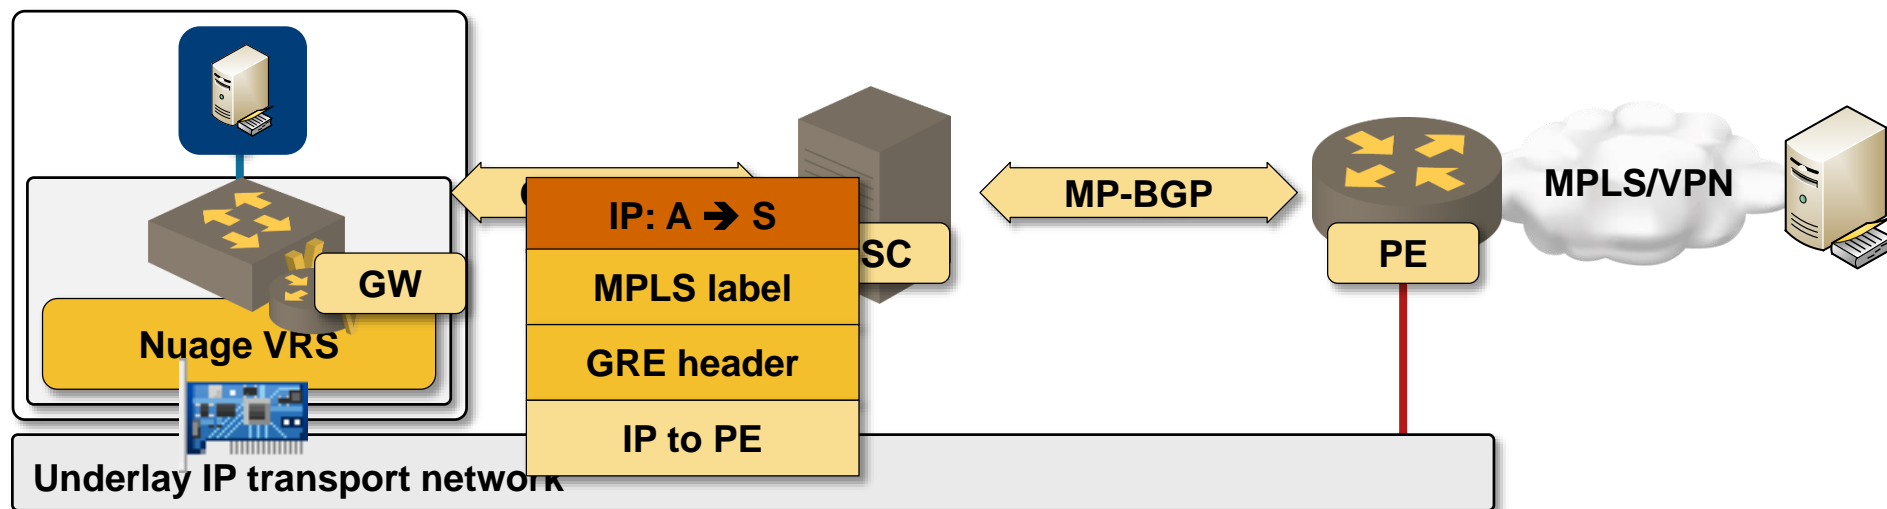 IP: A ➔ S
MPLS label
GRE header
IP to PE
SC
MP-BGP
PE
MPLS/VPN
GW
Nuage VRS
Underlay IP transport network